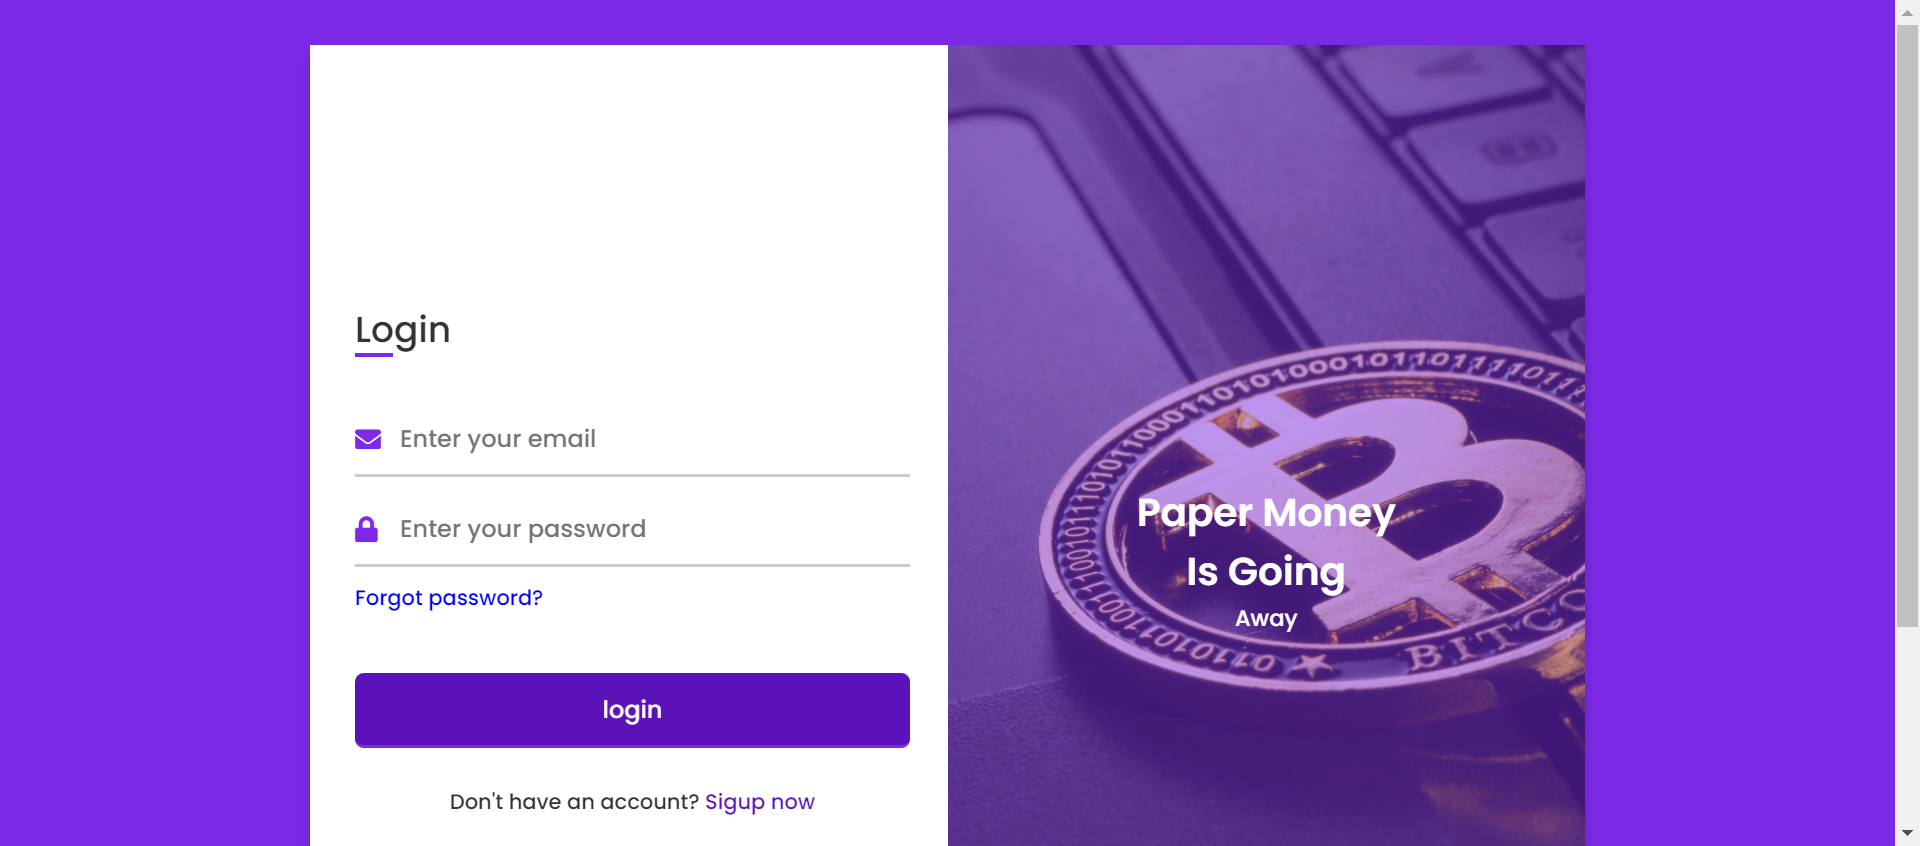 Login
Enter your email
Enter your password
Forgot password?
login
Don't have an account? Sigup now
Paper Money
Is Going
Away